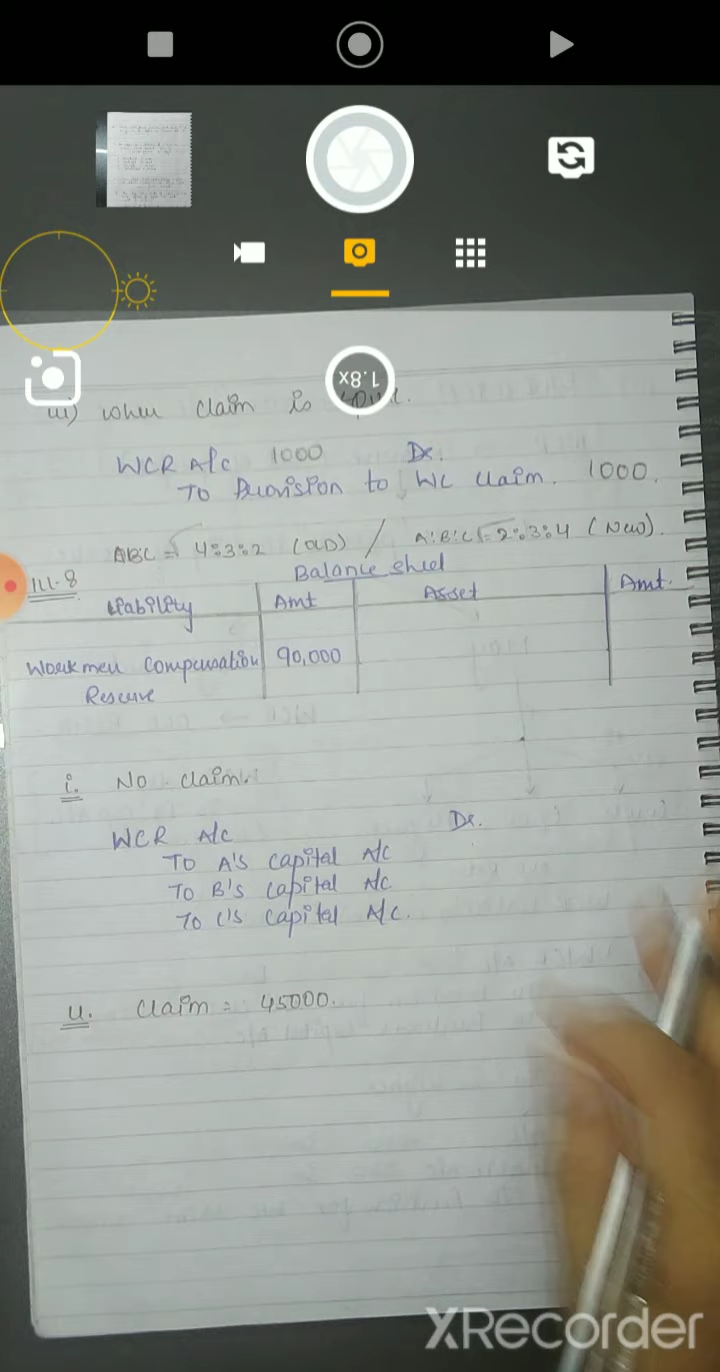 1.8X
iii) when claim is
WCR A/c 1000 Dr.
To Provision to WC claim. 1000.
ABC = 4:3:2 (OLD) / A:B:C = 2:3:4 (New).
Ill-8
Balance sheet
Liability Amt Asset Amt.
Workmen Compensation 90,000
Reserve
i. No claim.
WCR A/c Dr.
To A's capital A/c
To B's capital A/c
To C's capital A/c.
ii. Claim = 45000.
XRecorder